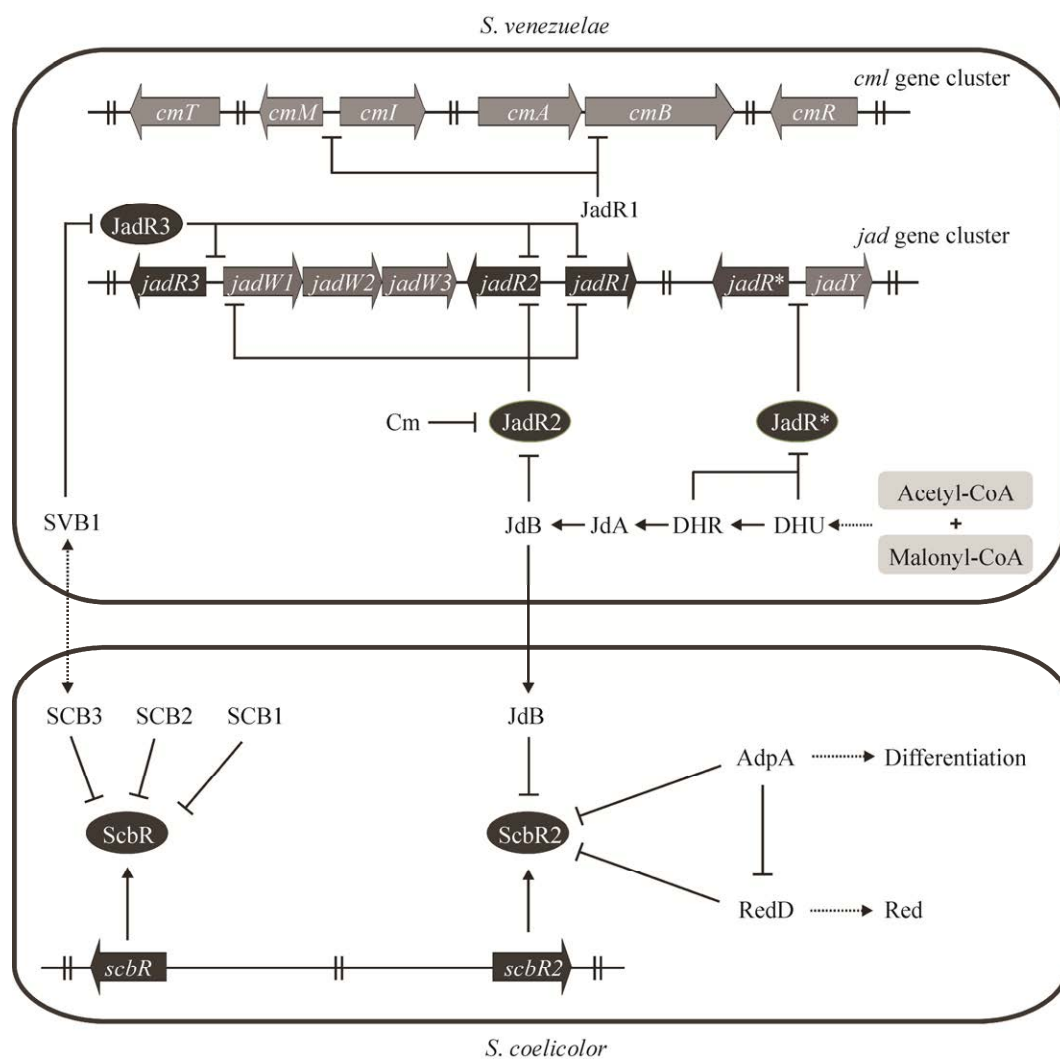 S. venezuelae
cml gene cluster
cmT cmM cmI cmA cmB cmR
JadR1
JadR3
jad gene cluster
jadR3 jadW1 jadW2 jadW3 jadR2 jadR1 jadR* jadY
Cm JadR2 JadR*
Acetyl-CoA
SVB1 JdB JdA DHR DHU +
Malonyl-CoA
SCB3 SCB2 SCB1 JdB
AdpA Differentiation
ScbR ScbR2
RedD Red
scbR scbR2
S. coelicolor